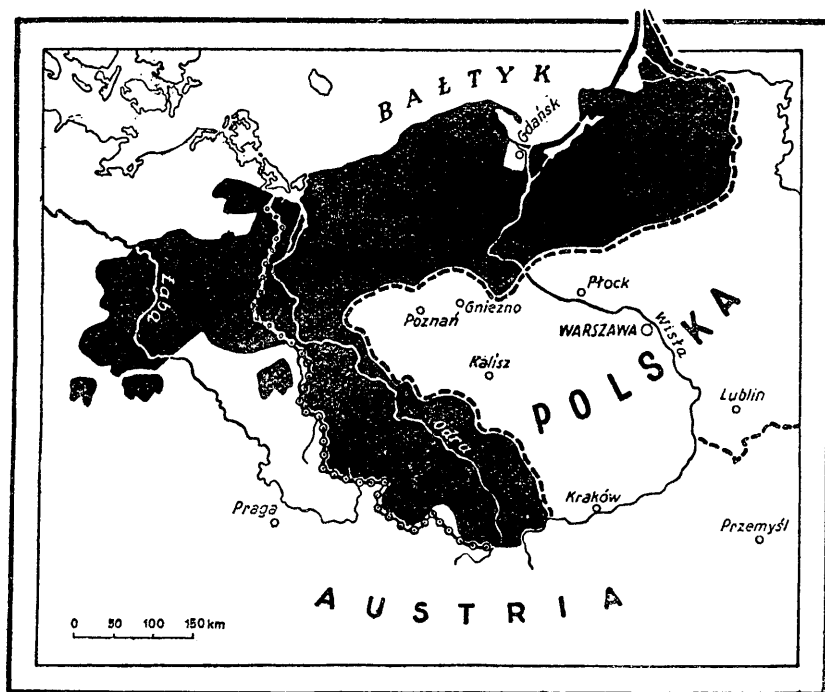 BAŁTYK
Gdańsk
Łaba
Płock
Gniezno
Poznań
WARSZAWA
Wisła
Kalisz
POLSKA
Lublin
Odra
Kraków
Praga
Przemyśl
AUSTRIA
0 50 100 150 km